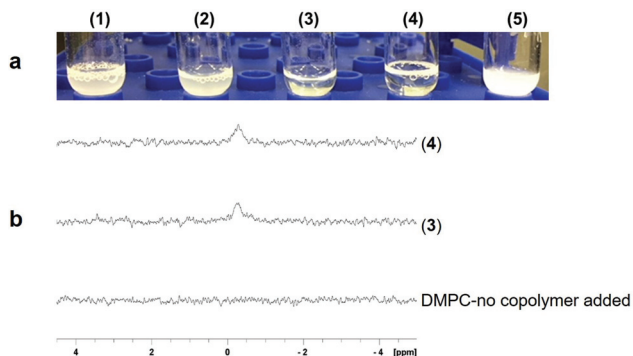 (1) (2) (3) (4) (5)
a
(4)
b
(3)
DMPC-no copolymer added
4 2 0 -2 -4 [ppm]